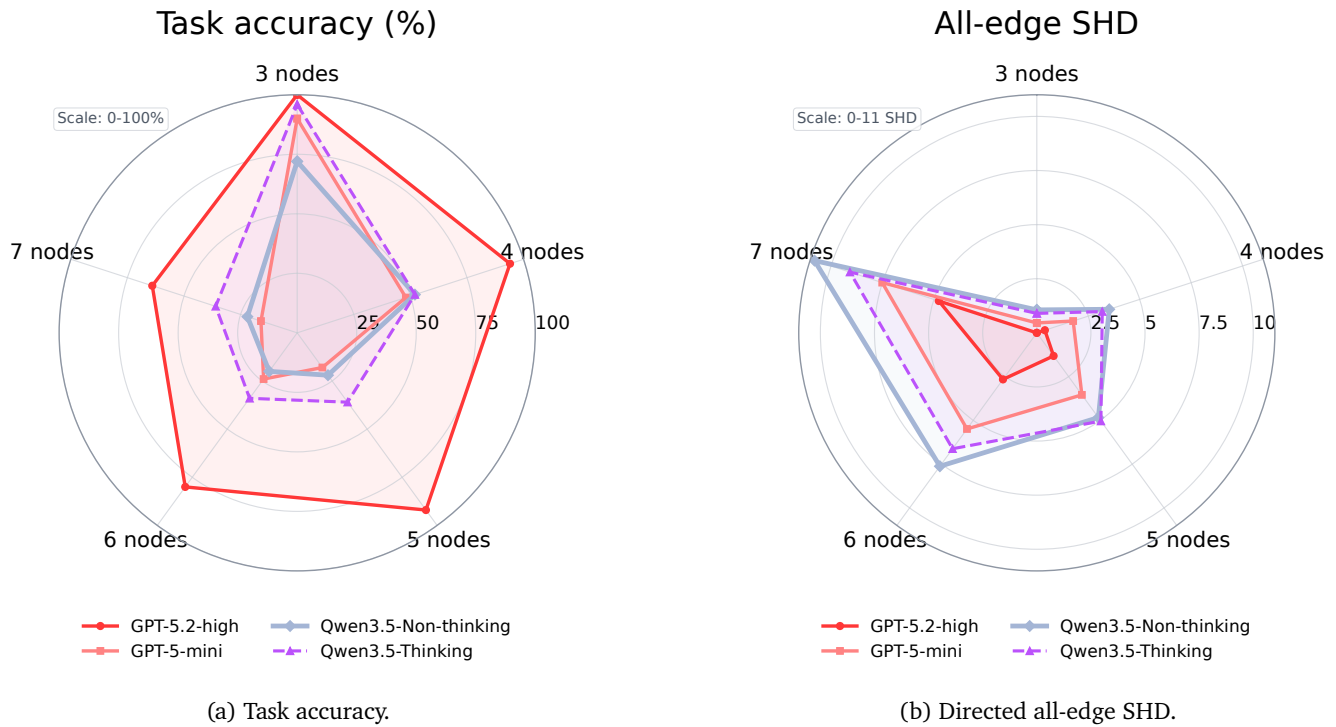 Task accuracy (%)
3 nodes
Scale: 0-100%
7 nodes
4 nodes
25 50 75 100
6 nodes
5 nodes
GPT-5.2-high
GPT-5-mini
Qwen3.5-Non-thinking
Qwen3.5-Thinking
(a) Task accuracy.
All-edge SHD
3 nodes
Scale: 0-11 SHD
7 nodes
4 nodes
2.5 5 7.5 10
6 nodes
5 nodes
GPT-5.2-high
GPT-5-mini
Qwen3.5-Non-thinking
Qwen3.5-Thinking
(b) Directed all-edge SHD.